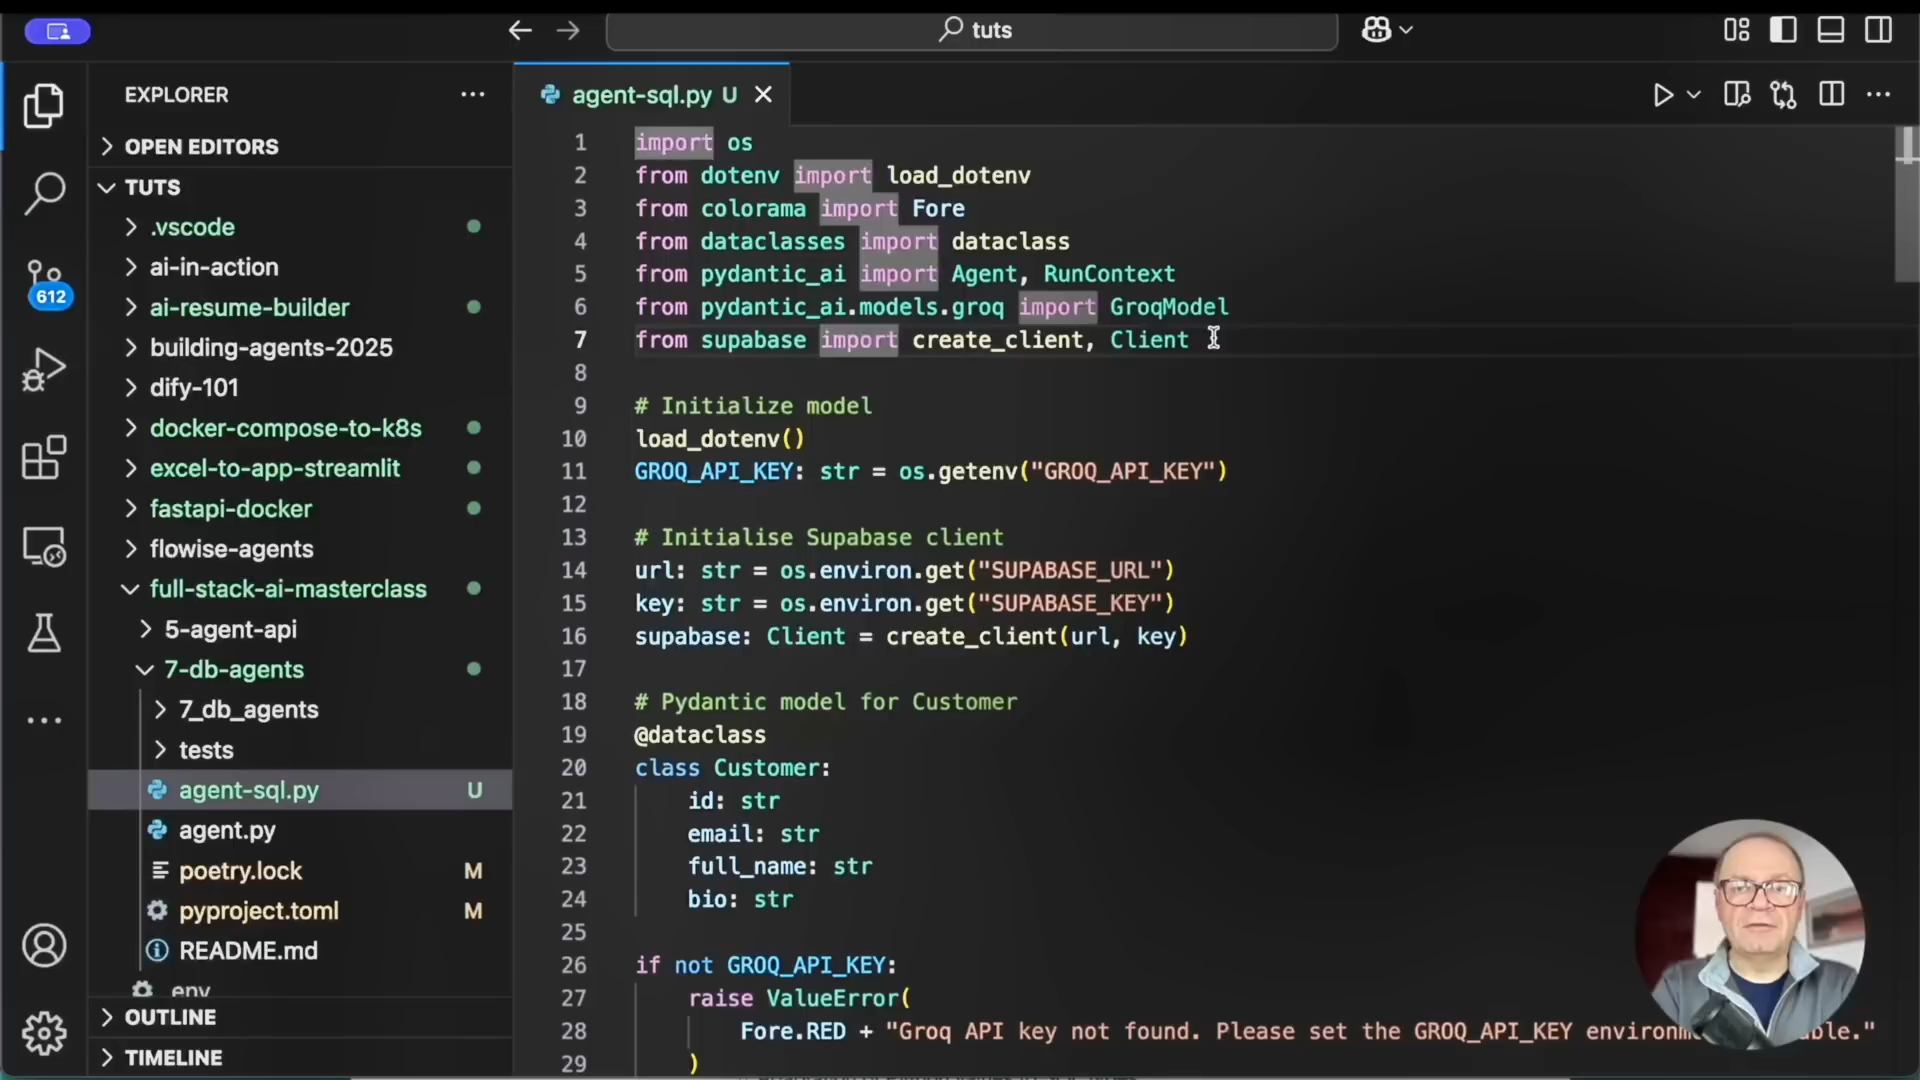 tuts
EXPLORER
OPEN EDITORS
TUTS
.vscode
ai-in-action
ai-resume-builder
building-agents-2025
dify-101
docker-compose-to-k8s
excel-to-app-streamlit
fastapi-docker
flowise-agents
full-stack-ai-masterclass
5-agent-api
7-db-agents
7_db_agents
tests
agent-sql.py U
agent.py
poetry.lock M
pyproject.toml M
README.md
env
OUTLINE
TIMELINE
612
agent-sql.py U
1 import os
2 from dotenv import load_dotenv
3 from colorama import Fore
4 from dataclasses import dataclass
5 from pydantic_ai import Agent, RunContext
6 from pydantic_ai.models.groq import GroqModel
7 from supabase import create_client, Client
8
9 # Initialize model
10 load_dotenv()
11 GROQ_API_KEY: str = os.getenv("GROQ_API_KEY")
12
13 # Initialise Supabase client
14 url: str = os.environ.get("SUPABASE_URL")
15 key: str = os.environ.get("SUPABASE_KEY")
16 supabase: Client = create_client(url, key)
17
18 # Pydantic model for Customer
19 @dataclass
20 class Customer:
21 id: str
22 email: str
23 full_name: str
24 bio: str
25
26 if not GROQ_API_KEY:
27 raise ValueError(
28 Fore.RED + "Groq API key not found. Please set the GROQ_API_KEY
29 )